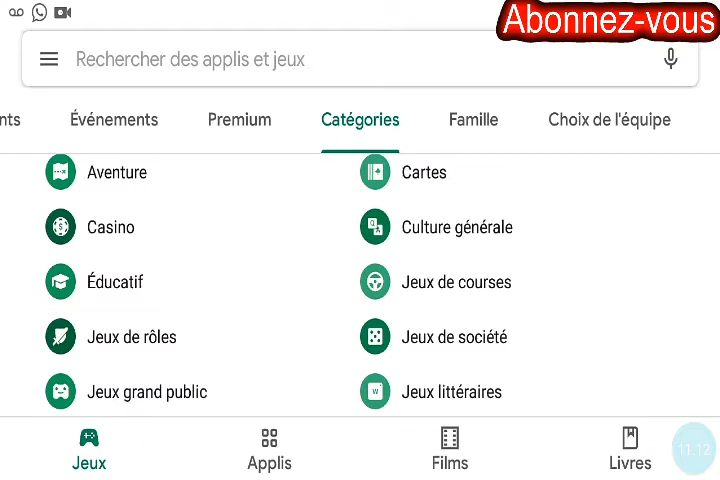 Abonnez-vous
Rechercher des applis et jeux
nts Événements Premium Catégories Famille Choix de l'équipe
Aventure Cartes
Casino Culture générale
Éducatif Jeux de courses
Jeux de rôles Jeux de société
Jeux grand public Jeux littéraires
Jeux Applis Films Livres
11.12